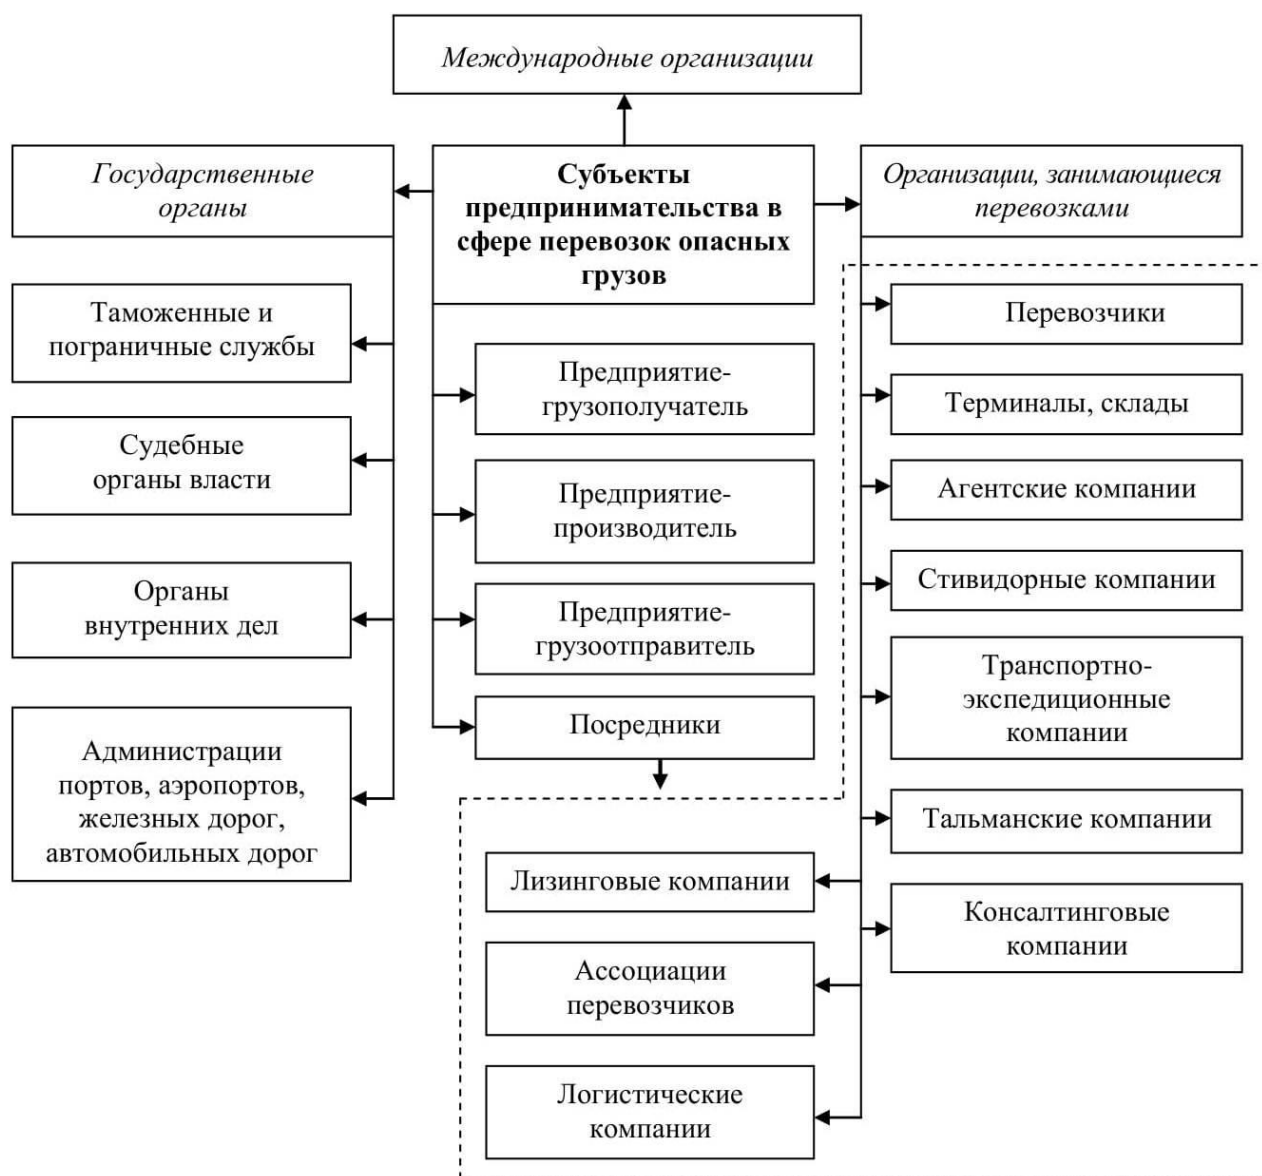 Международные организации
Государственные
органы
Субъекты
предпринимательства в
сфере перевозок опасных
грузов
Организации, занимающиеся
перевозками
Таможенные и
пограничные службы
Судебные
органы власти
Органы
внутренних дел
Администрации
портов, аэропортов,
железных дорог,
автомобильных дорог
Предприятие-
грузополучатель
Предприятие-
производитель
Предприятие-
грузоотправитель
Посредники
Перевозчики
Терминалы, склады
Агентские компании
Стивидорные компании
Транспортно-
экспедиционные
компании
Тальманские компании
Консалтинговые
компании
Лизинговые компании
Ассоциации
перевозчиков
Логистические
компании